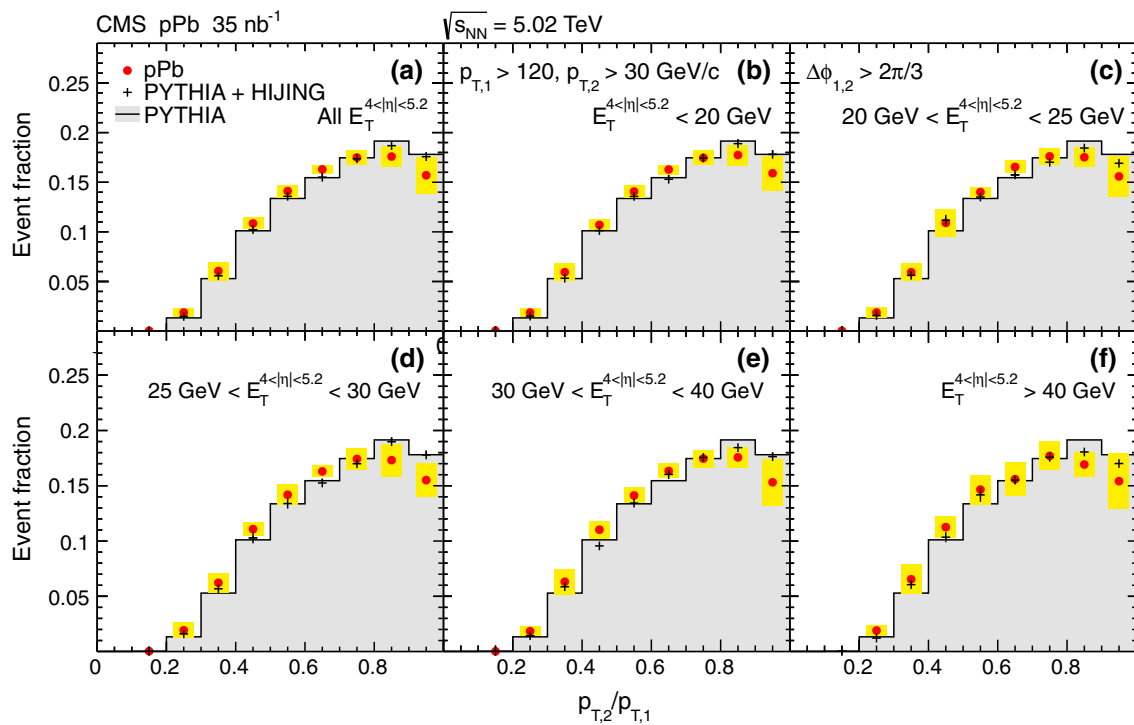 CMS pPb 35 nb⁻¹ √s_NN = 5.02 TeV
(a) (b) (c)
pPb p_T,1 > 120, p_T,2 > 30 GeV/c Δϕ_1,2 > 2π/3
PYTHIA + HIJING
PYTHIA All E_T^4<|η|<5.2 E_T^4<|η|<5.2 < 20 GeV 20 GeV < E_T^4<|η|<5.2 < 25 GeV
Event fraction
0.25
0.2
0.15
0.1
0.05
(d) (e) (f)
25 GeV < E_T^4<|η|<5.2 < 30 GeV 30 GeV < E_T^4<|η|<5.2 < 40 GeV E_T^4<|η|<5.2 > 40 GeV
Event fraction
0.25
0.2
0.15
0.1
0.05
0 0.2 0.4 0.6 0.8 0.2 0.4 0.6 0.8 0.2 0.4 0.6 0.8
p_T,2/p_T,1